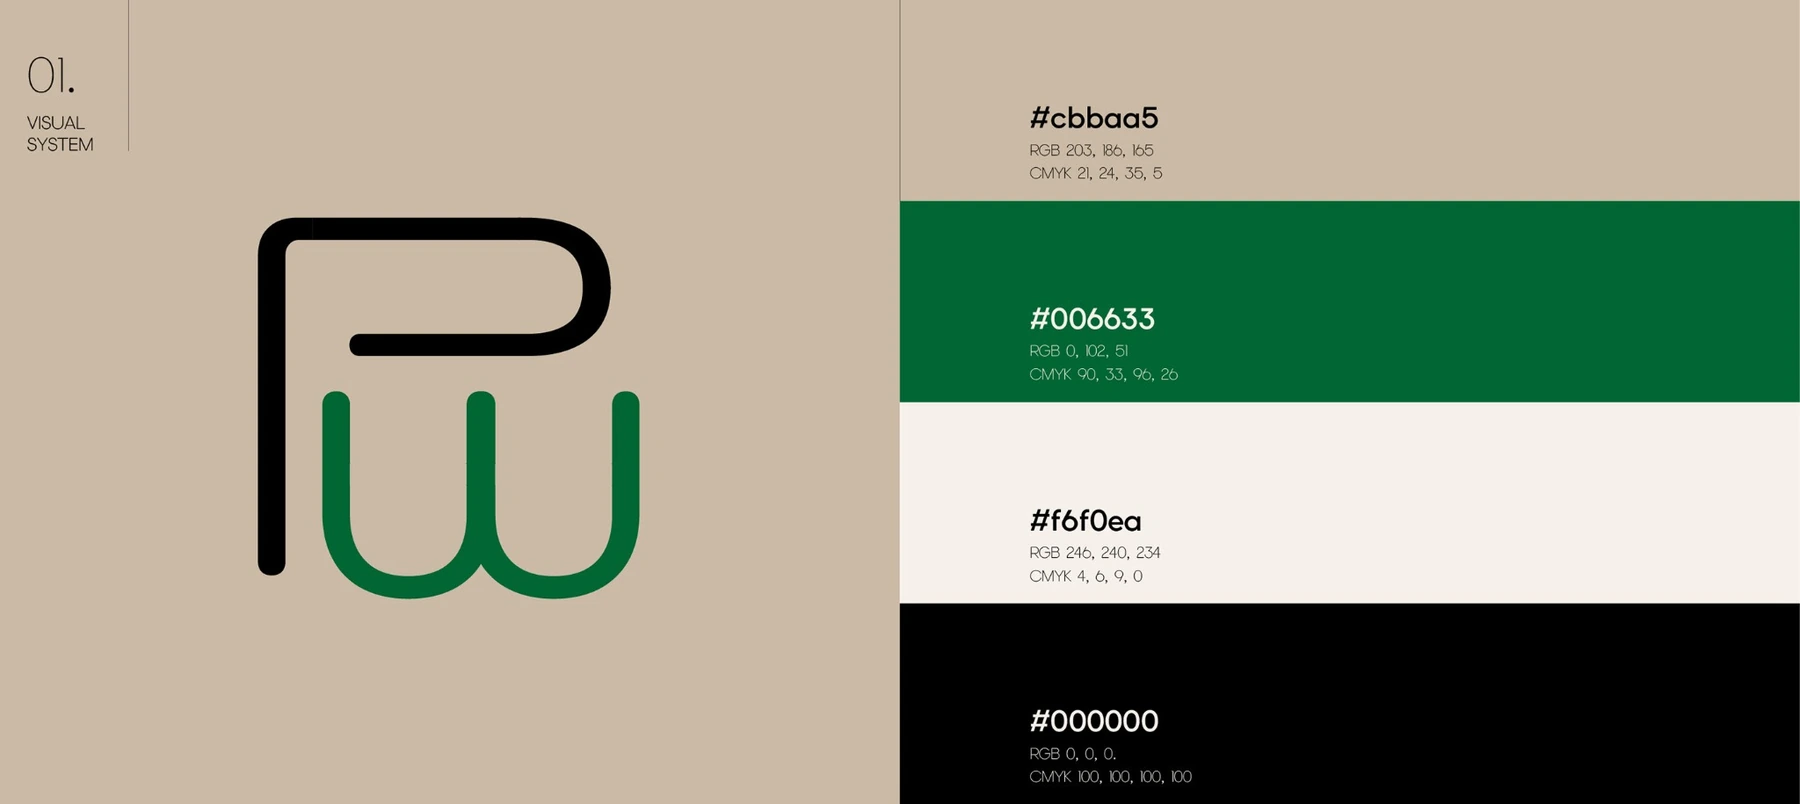 01.
VISUAL
SYSTEM
Pw
#cbbaa5
RGB 203, 186, 165
CMYK 21, 24, 35, 5
#006633
RGB 0, 102, 51
CMYK 90, 33, 96, 26
#f6f0ea
RGB 246, 240, 234
CMYK 4, 6, 9, 0
#000000
RGB 0, 0, 0.
CMYK 100, 100, 100, 100